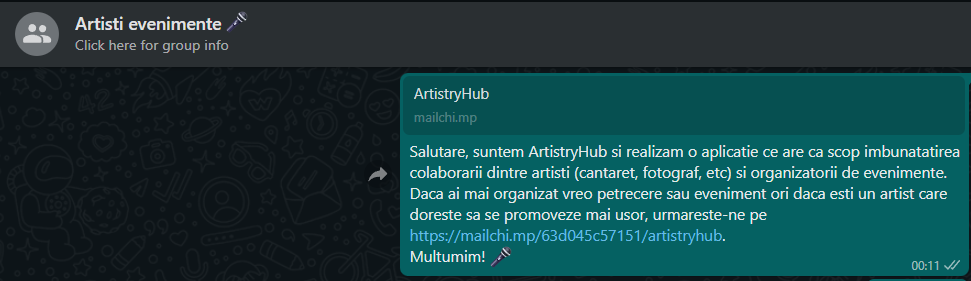 Artisti evenimente 🎤
Click here for group info
ArtistryHub
mailchi.mp
Salutare, suntem ArtistryHub si realizam o aplicatie ce are ca scop imbunatatirea
colaborarii dintre artisti (cantaret, fotograf, etc) si organizatorii de evenimente.
Daca ai mai organizat vreo petrecere sau eveniment ori daca esti un artist care
doreste sa se promoveze mai usor, urmareste-ne pe
https://mailchi.mp/63d045c57151/artistryhub.
Multumim! 🎤
00:11